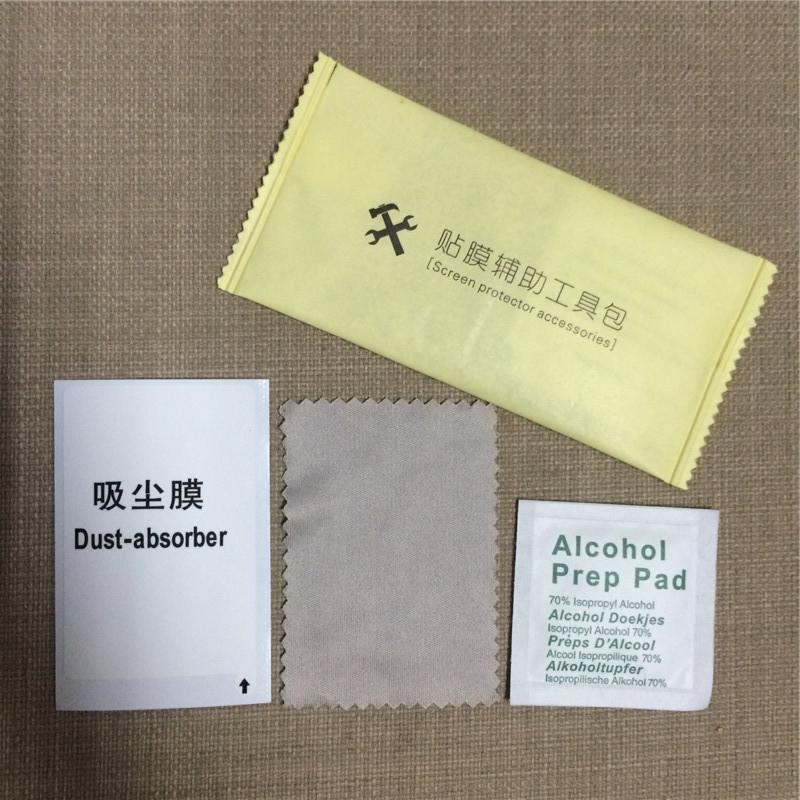 贴膜辅助工具包
[Screen protector accessories]
吸尘膜
Dust-absorber
Alcohol
Prep Pad
70% Isopropyl Alcohol
Alcohol Doekjes
Isopropyl Alcohol 70%
Prèps D'Alcool
Alcool Isopropilique 70%
Alkoholtupfer
Isopropilische Alkohol 70%